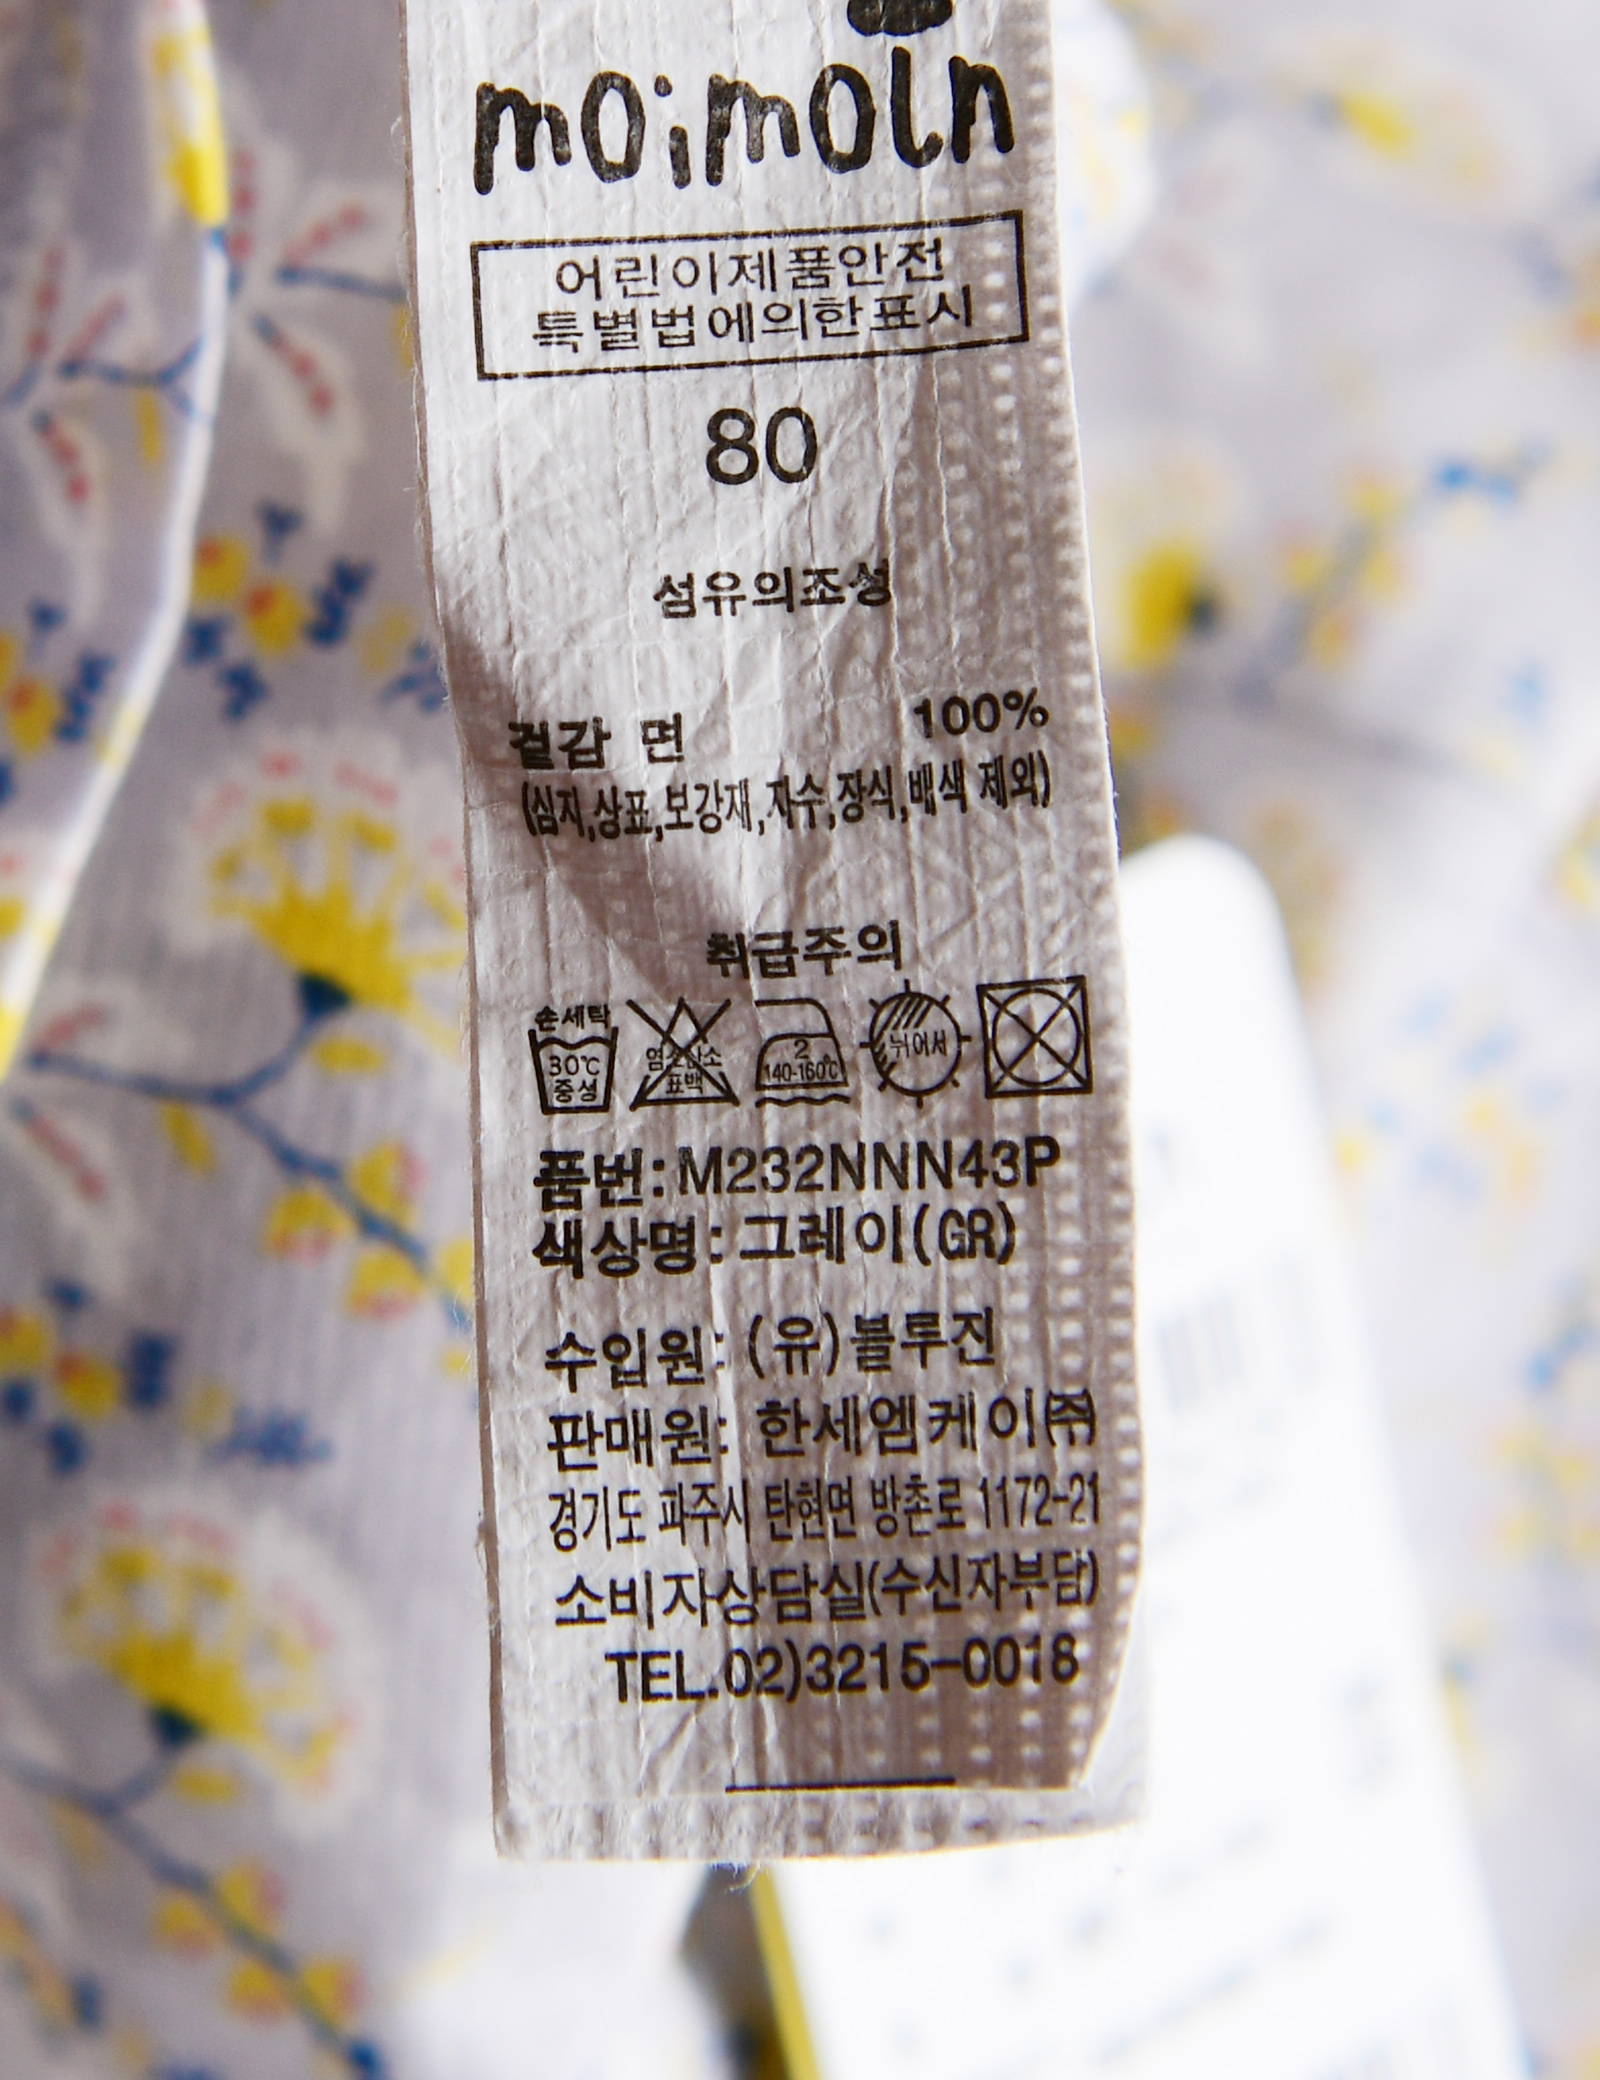 moimoln
어린이제품안전
특별법에의한표시
80
섬유의조성
겉감 면 100%
(심지,상표,보강재,자수,장식,배색 제외)
취급주의
손세탁
30℃
중성
염소산소
표백
2
140-160℃
뉘어서
품번:M232NNN43P
색상명:그레이(GR)
수입원: (유)블루진
판매원: 한세엠케이㈜
경기도 파주시 탄현면 방촌로 1172-21
소비자상담실(수신자부담)
TEL.02)3215-0018